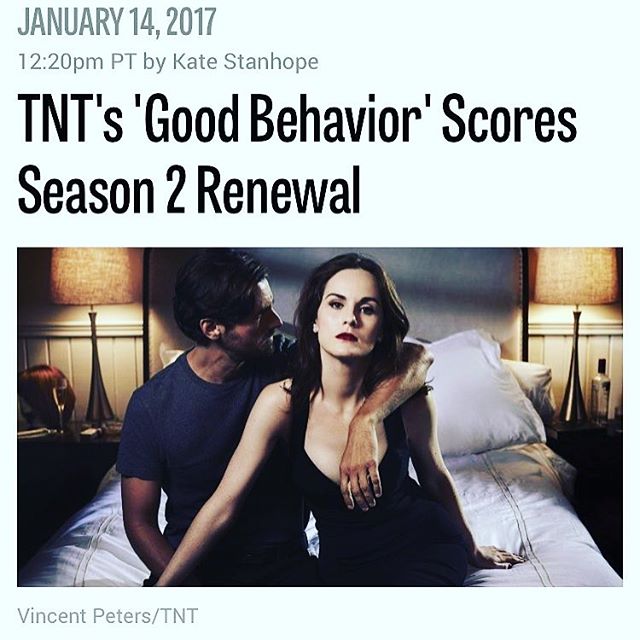 JANUARY 14, 2017
12:20pm PT by Kate Stanhope
TNT's 'Good Behavior' Scores
Season 2 Renewal
Vincent Peters/TNT